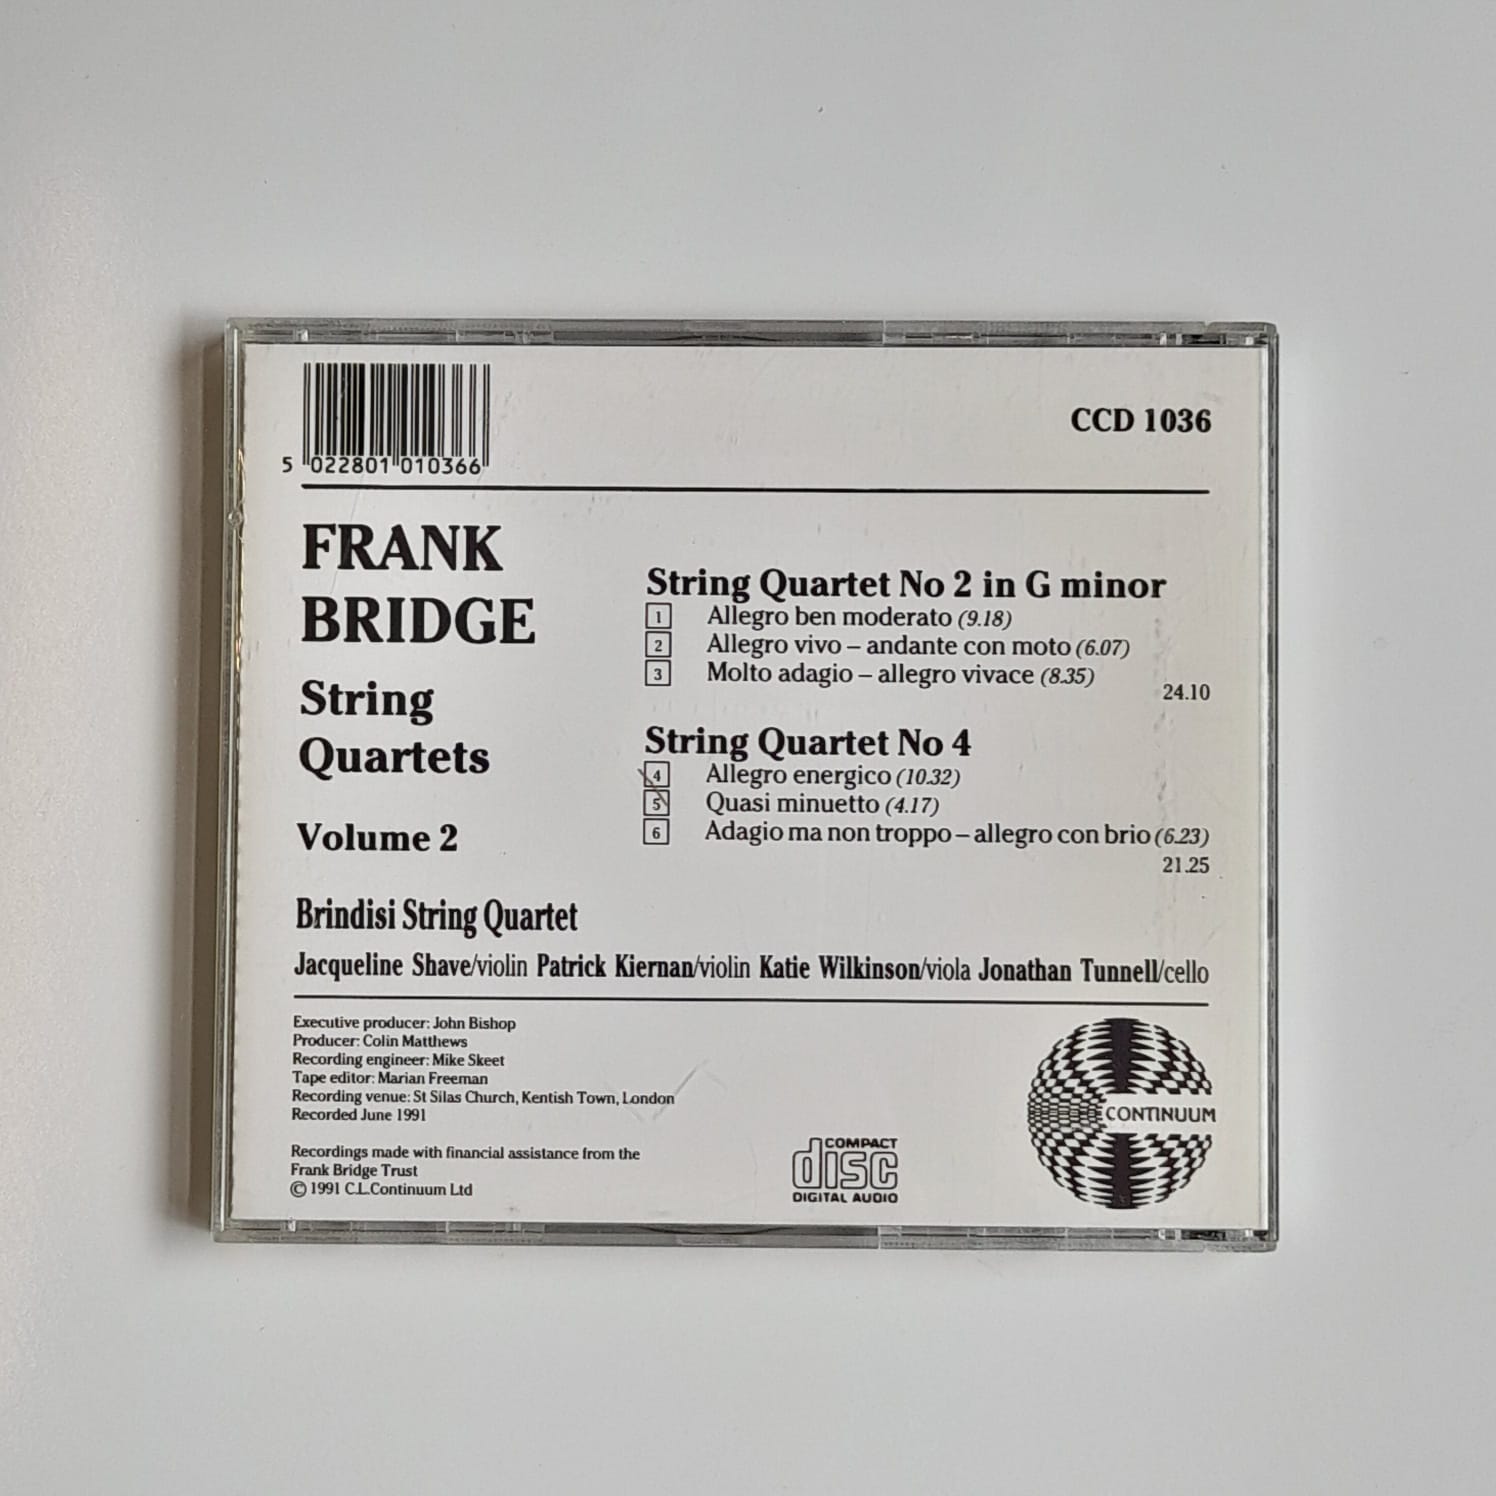 5 022801 010366
CCD 1036
FRANK
BRIDGE
String
Quartets
Volume 2
String Quartet No 2 in G minor
1 Allegro ben moderato (9.18)
2 Allegro vivo – andante con moto (6.07)
3 Molto adagio – allegro vivace (8.35)
24.10
String Quartet No 4
4 Allegro energico (10.32)
5 Quasi minuetto (4.17)
6 Adagio ma non troppo – allegro con brio (6.23)
21.25
Brindisi String Quartet
Jacqueline Shave/violin Patrick Kiernan/violin Katie Wilkinson/viola Jonathan Tunnell/cello
Executive producer: John Bishop
Producer: Colin Matthews
Recording engineer: Mike Skeet
Tape editor: Marian Freeman
Recording venue: St Silas Church, Kentish Town, London
Recorded June 1991
Recordings made with financial assistance from the
Frank Bridge Trust
© 1991 C.L.Continuum Ltd
COMPACT
disc
DIGITAL AUDIO
CONTINUUM